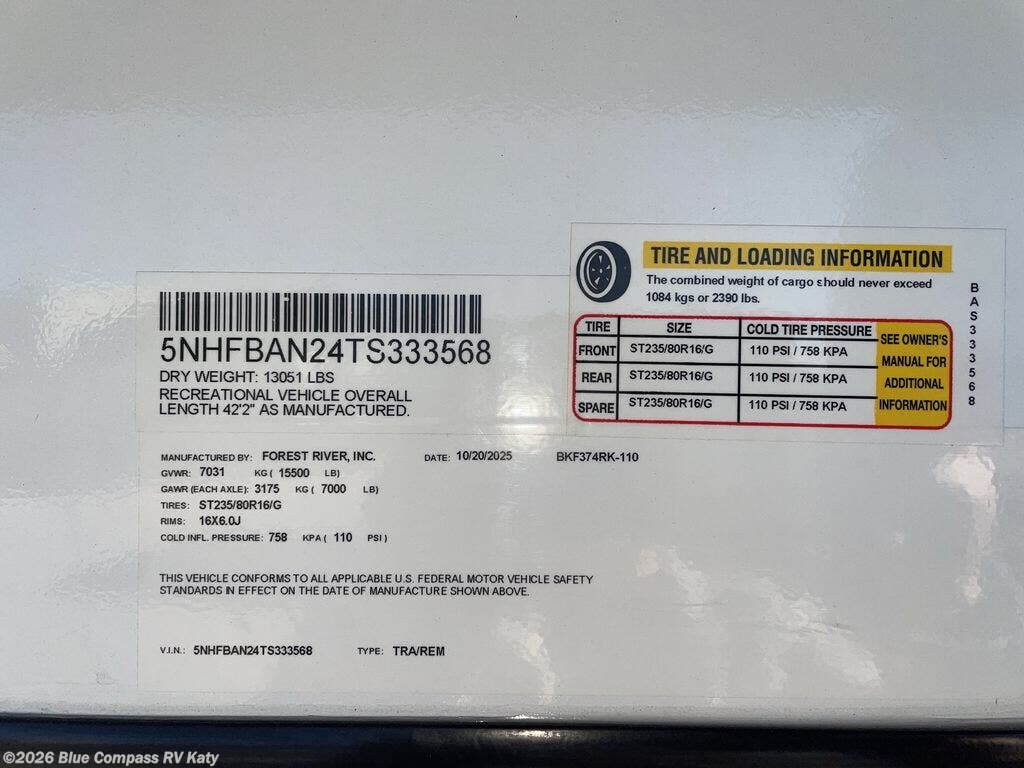 TIRE AND LOADING INFORMATION
The combined weight of cargo should never exceed
1084 kgs or 2390 lbs.
TIRE SIZE COLD TIRE PRESSURE
FRONT ST235/80R16/G 110 PSI / 758 KPA
REAR ST235/80R16/G 110 PSI / 758 KPA
SPARE ST235/80R16/G 110 PSI / 758 KPA
SEE OWNER'S
MANUAL FOR
ADDITIONAL
INFORMATION
BAS333568
5NHFBAN24TS333568
DRY WEIGHT: 13051 LBS
RECREATIONAL VEHICLE OVERALL
LENGTH 42'2" AS MANUFACTURED.
MANUFACTURED BY: FOREST RIVER, INC. DATE: 10/20/2025 BKF374RK-110
GVWR: 7031 KG ( 15500 LB)
GAWR (EACH AXLE): 3175 KG ( 7000 LB)
TIRES: ST235/80R16/G
RIMS: 16X6.0J
COLD INFL. PRESSURE: 758 KPA ( 110 PSI )
THIS VEHICLE CONFORMS TO ALL APPLICABLE U.S. FEDERAL MOTOR VEHICLE SAFETY
STANDARDS IN EFFECT ON THE DATE OF MANUFACTURE SHOWN ABOVE.
V.I.N.: 5NHFBAN24TS333568 TYPE: TRA/REM
©2026 Blue Compass RV Katy